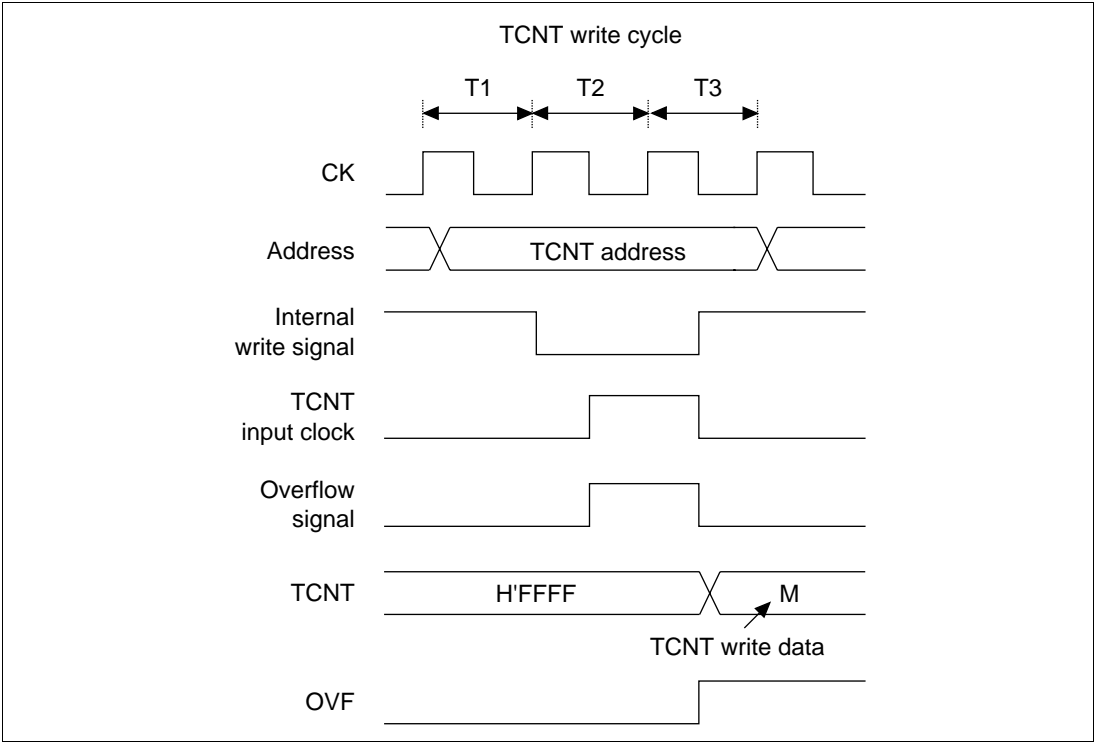 TCNT write cycle
T1 T2 T3
CK
Address
TCNT address
Internal
write signal
TCNT
input clock
Overflow
signal
TCNT
H'FFFF
M
TCNT write data
OVF